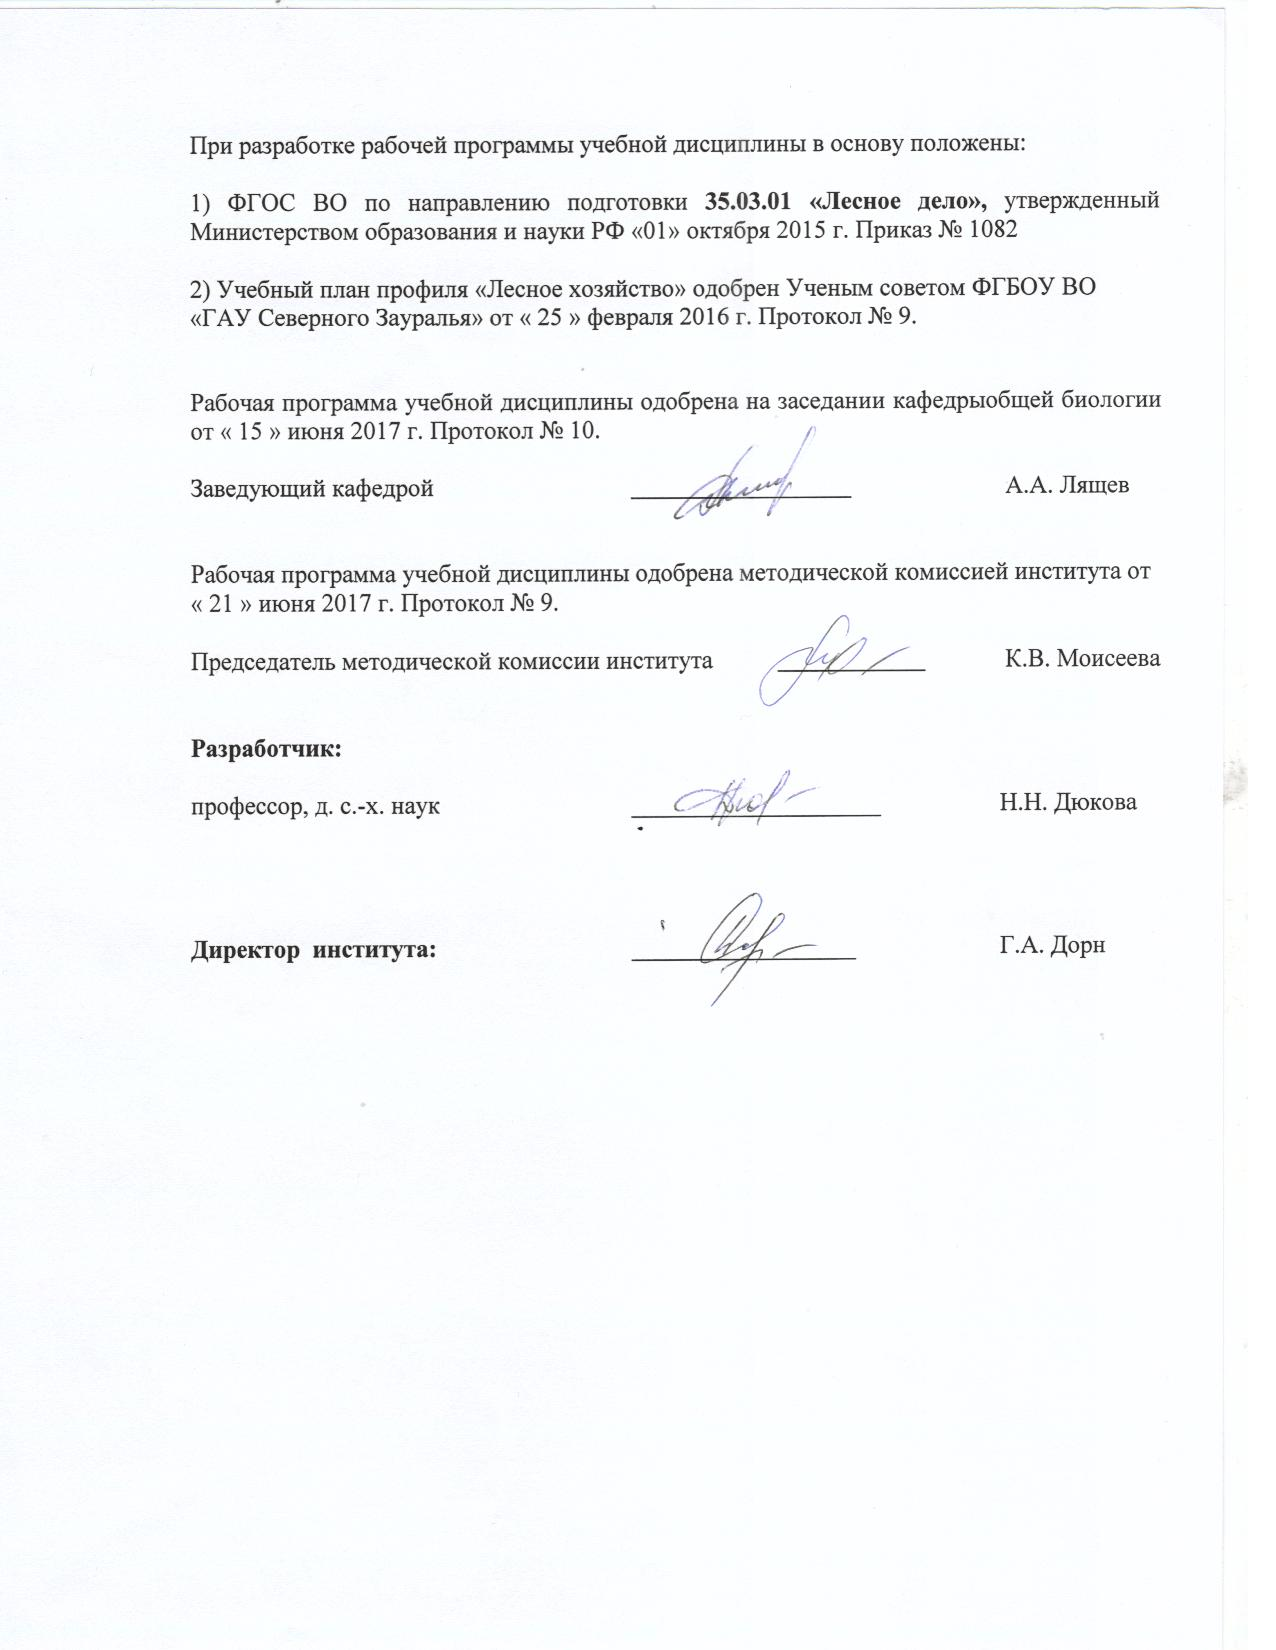 При разработке рабочей программы учебной дисциплины в основу положены:
1) ФГОС ВО по направлению подготовки 35.03.01 «Лесное дело», утвержденный
Министерством образования и науки РФ «01» октября 2015 г. Приказ № 1082
2) Учебный план профиля «Лесное хозяйство» одобрен Ученым советом ФГБОУ ВО
«ГАУ Северного Зауралья» от « 25 » февраля 2016 г. Протокол № 9.
Рабочая программа учебной дисциплины одобрена на заседании кафедрыобщей биологии
от « 15 » июня 2017 г. Протокол № 10.
Заведующий кафедрой А.А. Лящев
Рабочая программа учебной дисциплины одобрена методической комиссией института от
« 21 » июня 2017 г. Протокол № 9.
Председатель методической комиссии института К.В. Моисеева
Разработчик:
профессор, д. с.-х. наук Н.Н. Дюкова
Директор института: Г.А. Дорн